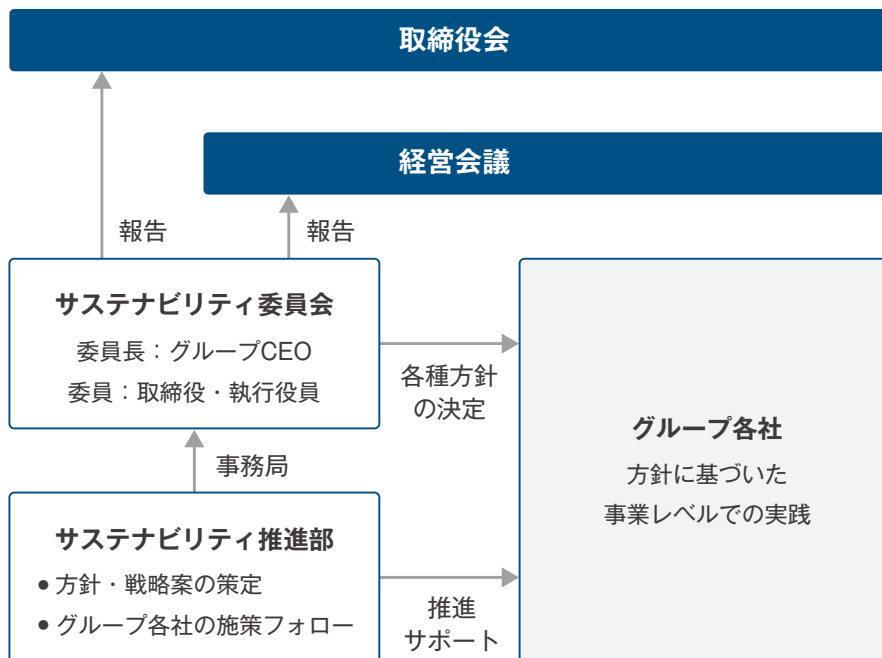 取締役会
経営会議
報告
報告
サステナビリティ委員会
委員長：グループCEO
委員：取締役・執行役員
各種方針
の決定
グループ各社
方針に基づいた
事業レベルでの実践
事務局
サステナビリティ推進部
● 方針・戦略案の策定
● グループ各社の施策フォロー
推進
サポート